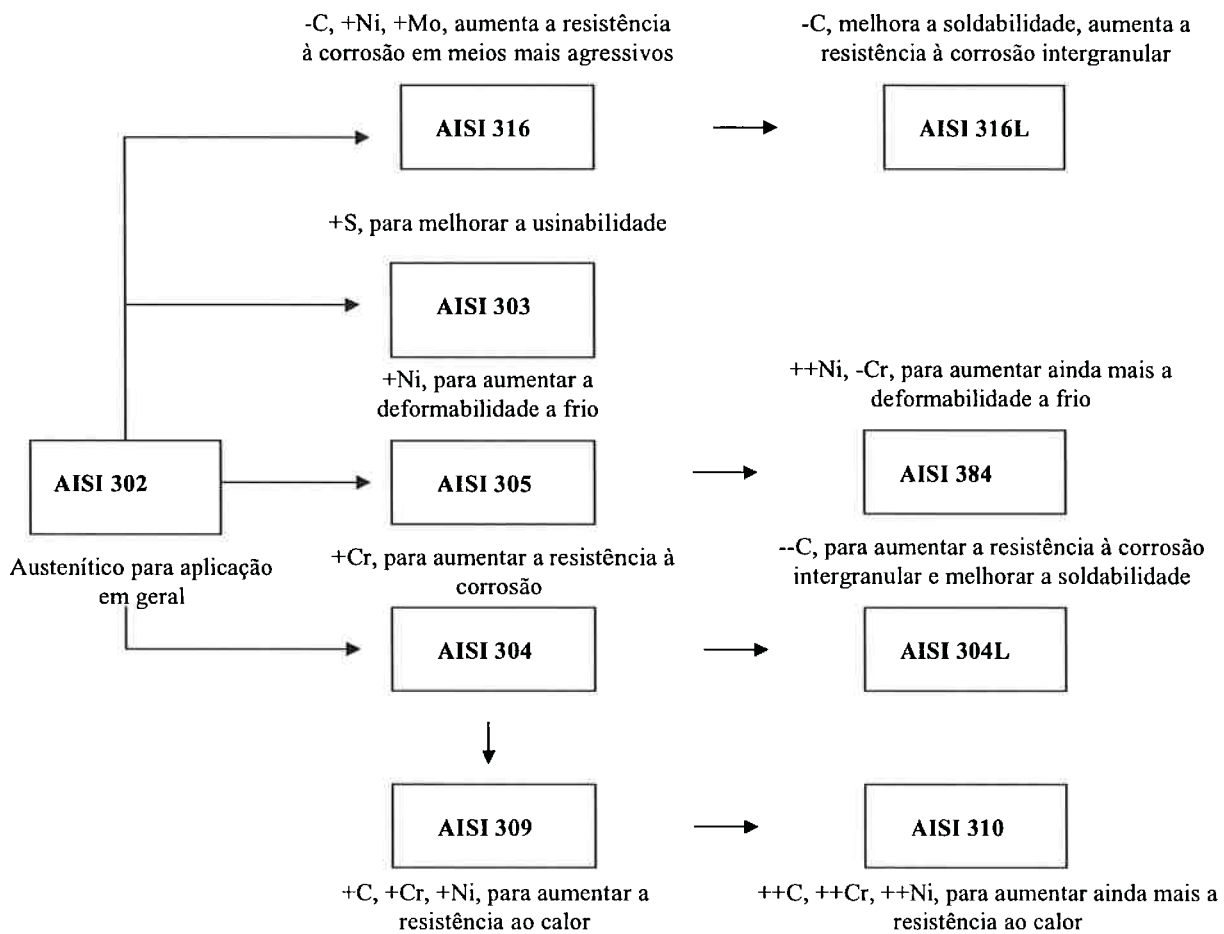 -C, +Ni, +Mo, aumenta a resistência
à corrosão em meios mais agressivos
-C, melhora a soldabilidade, aumenta a
resistência à corrosão intergranular
AISI 316
AISI 316L
+S, para melhorar a usinabilidade
AISI 303
+Ni, para aumentar a
deformabilidade a frio
++Ni, -Cr, para aumentar ainda mais a
deformabilidade a frio
AISI 302
AISI 305
AISI 384
Austenítico para aplicação
em geral
+Cr, para aumentar a resistência à
corrosão
--C, para aumentar a resistência à corrosão
intergranular e melhorar a soldabilidade
AISI 304
AISI 304L
AISI 309
AISI 310
+C, +Cr, +Ni, para aumentar a
resistência ao calor
++C, ++Cr, ++Ni, para aumentar ainda mais a
resistência ao calor